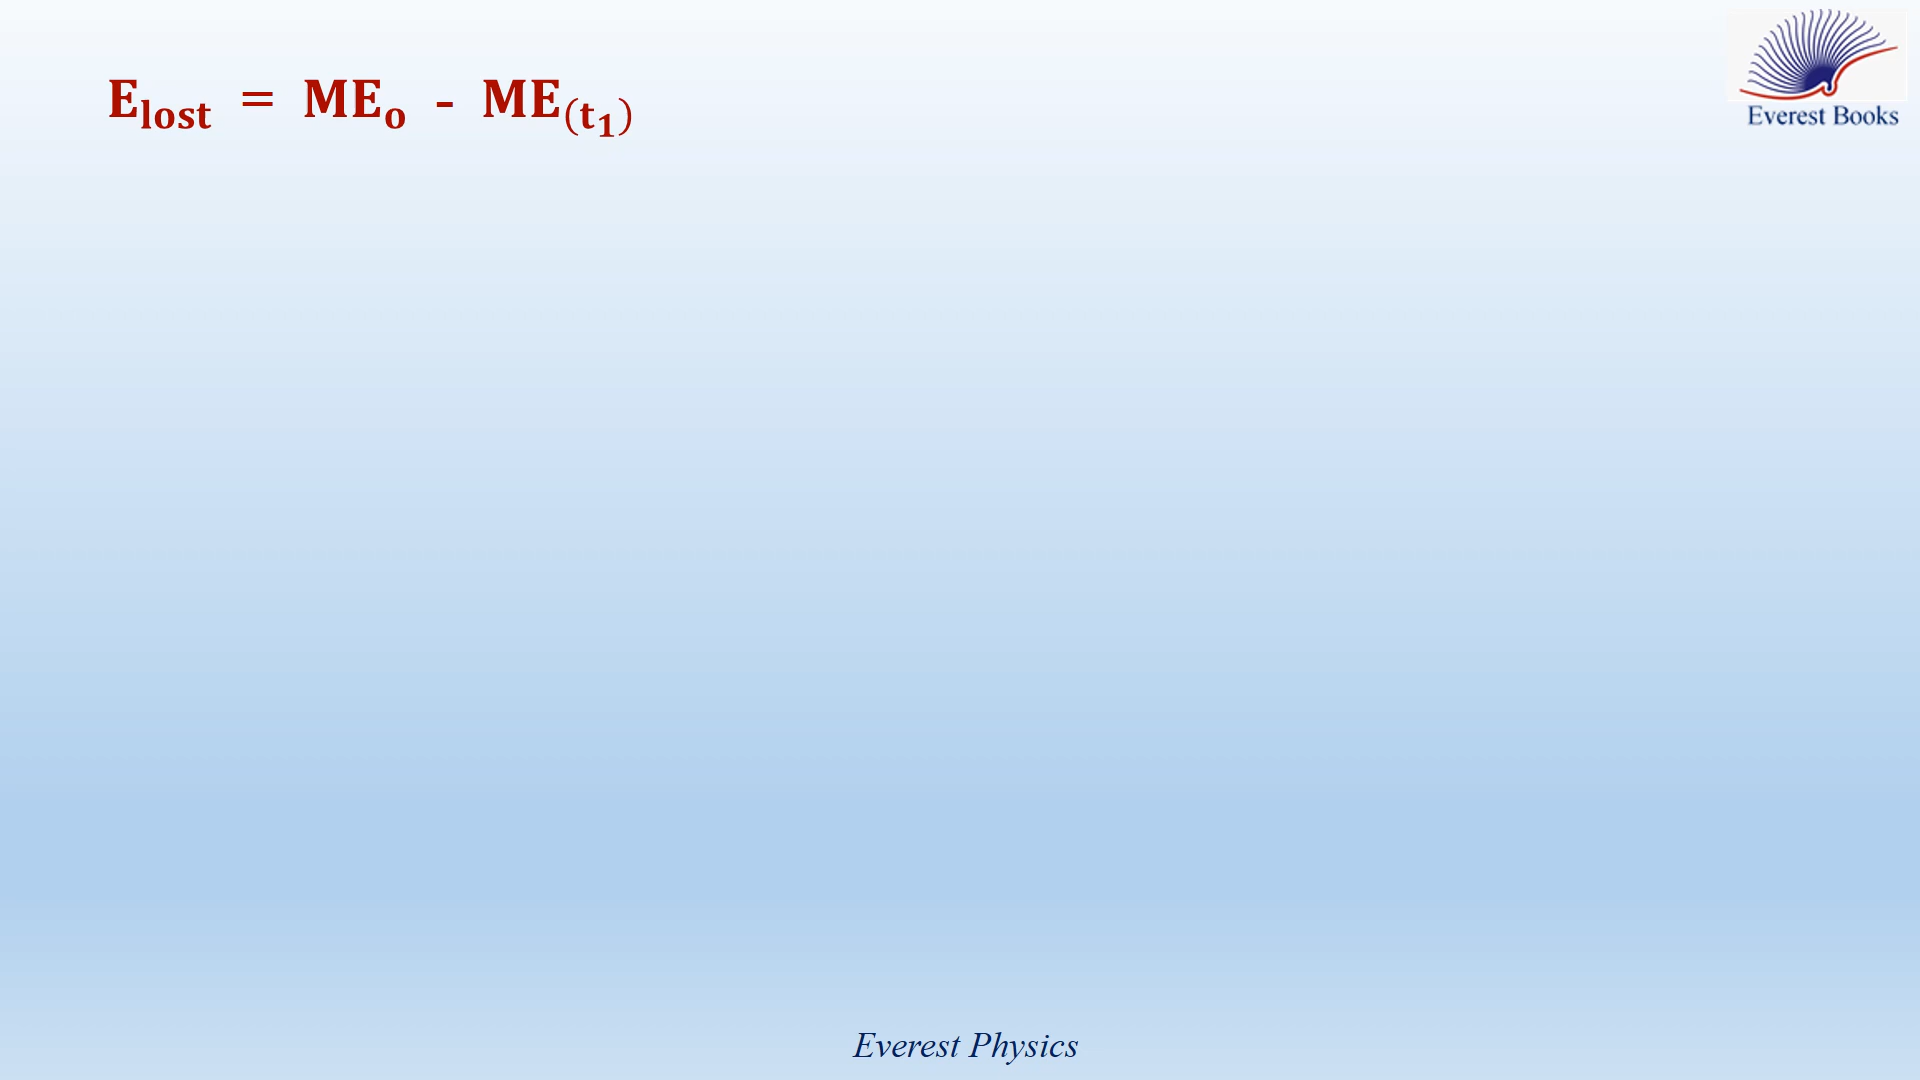 E_lost = ME_o - ME_(t_1)
Everest Books
Everest Physics